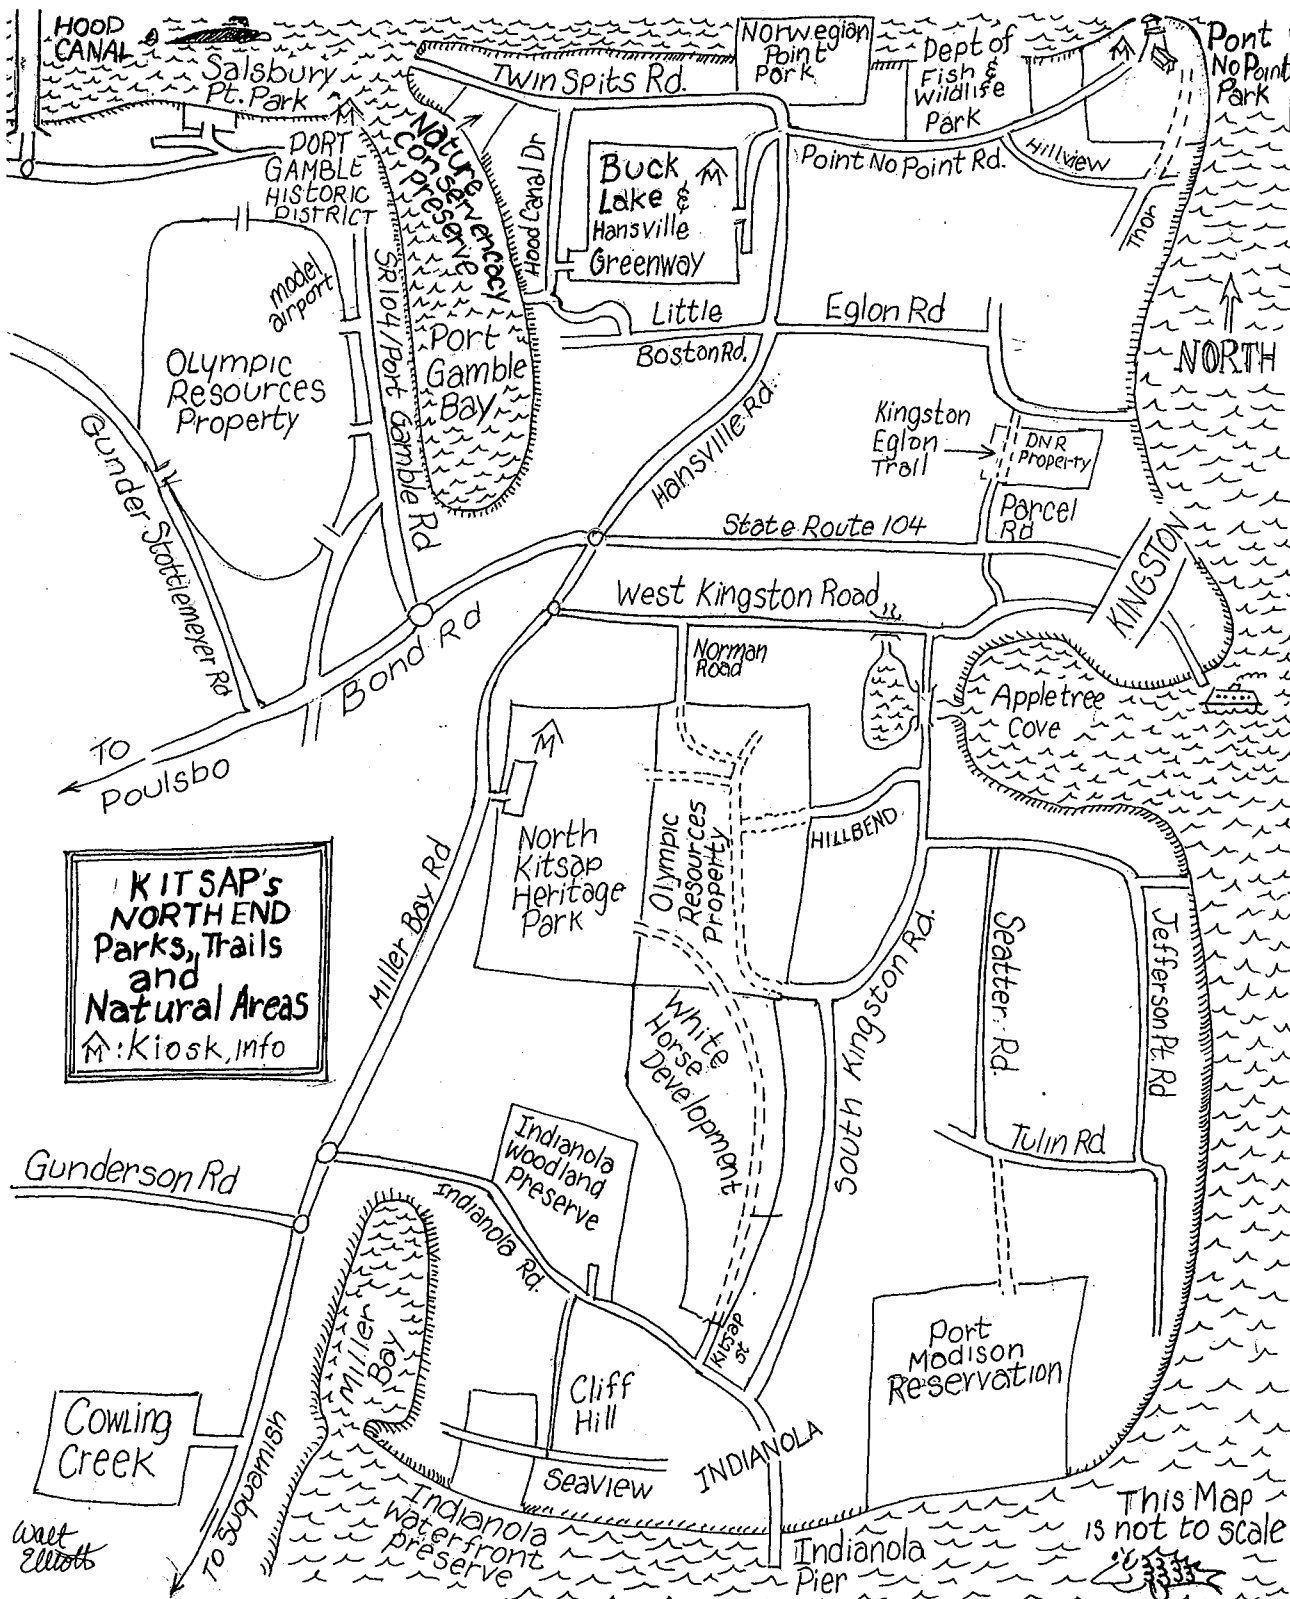 HOOD
CANAL
Salsbury
Pt. Park
Twin Spits Rd.
Norwegian
Point
Park
Dept of
Fish &
Wildlife
Park
Pont
No Point
Park
PORT
GAMBLE
HISTORIC
DISTRICT
Nature
Conservencacy
Preserve
Hood Canal Dr
Buck
Lake &
Hansville
Greenway
Point No Point Rd.
Hillview
Thor
model
airport
SR104/Port Gamble Rd
Port
Gamble
Bay
Little
Boston Rd.
Eglon Rd
NORTH
Olympic
Resources
Property
Gunder Stottlemeyer Rd
Hansville Rd.
Kingston
Eglon
Trail
DNR
Property
Parcel
Rd
State Route 104
KINGSTON
West Kingston Road
Bond Rd
Norman
Road
Appletree
Cove
TO
Poulsbo
North
Kitsap
Heritage
Park
Olympic
Resources
Property
HILLBEND
KITSAP's
NORTH END
Parks, Trails
and
Natural Areas
: Kiosk, info
Miller Bay Rd
South Kingston Rd.
Seatter Rd
Jefferson Pt. Rd
White
Horse
Development
Indianola
Woodland
Preserve
Tulin Rd
Gunderson Rd
Indianola Rd.
Miller
Bay
Kitsap
St
Port
Madison
Reservation
Cowling
Creek
Cliff
Hill
Seaview
INDIANOLA
To Suquamish
Indianola
Waterfront
preserve
Indianola
Pier
This Map
is not to scale
Walt
Elliott